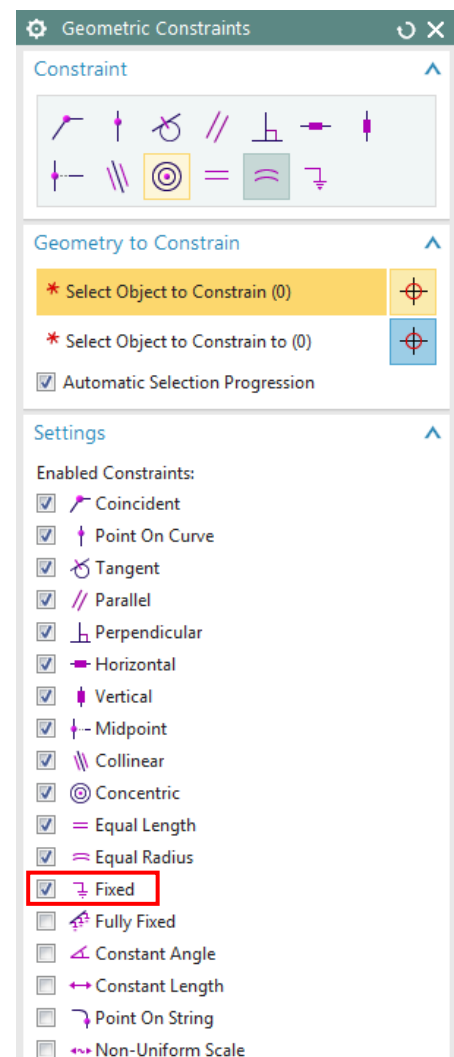 Geometric Constraints
Constraint
Geometry to Constrain
* Select Object to Constrain (0)
* Select Object to Constrain to (0)
Automatic Selection Progression
Settings
Enabled Constraints:
Coincident
Point On Curve
Tangent
Parallel
Perpendicular
Horizontal
Vertical
Midpoint
Collinear
Concentric
Equal Length
Equal Radius
Fixed
Fully Fixed
Constant Angle
Constant Length
Point On String
Non-Uniform Scale